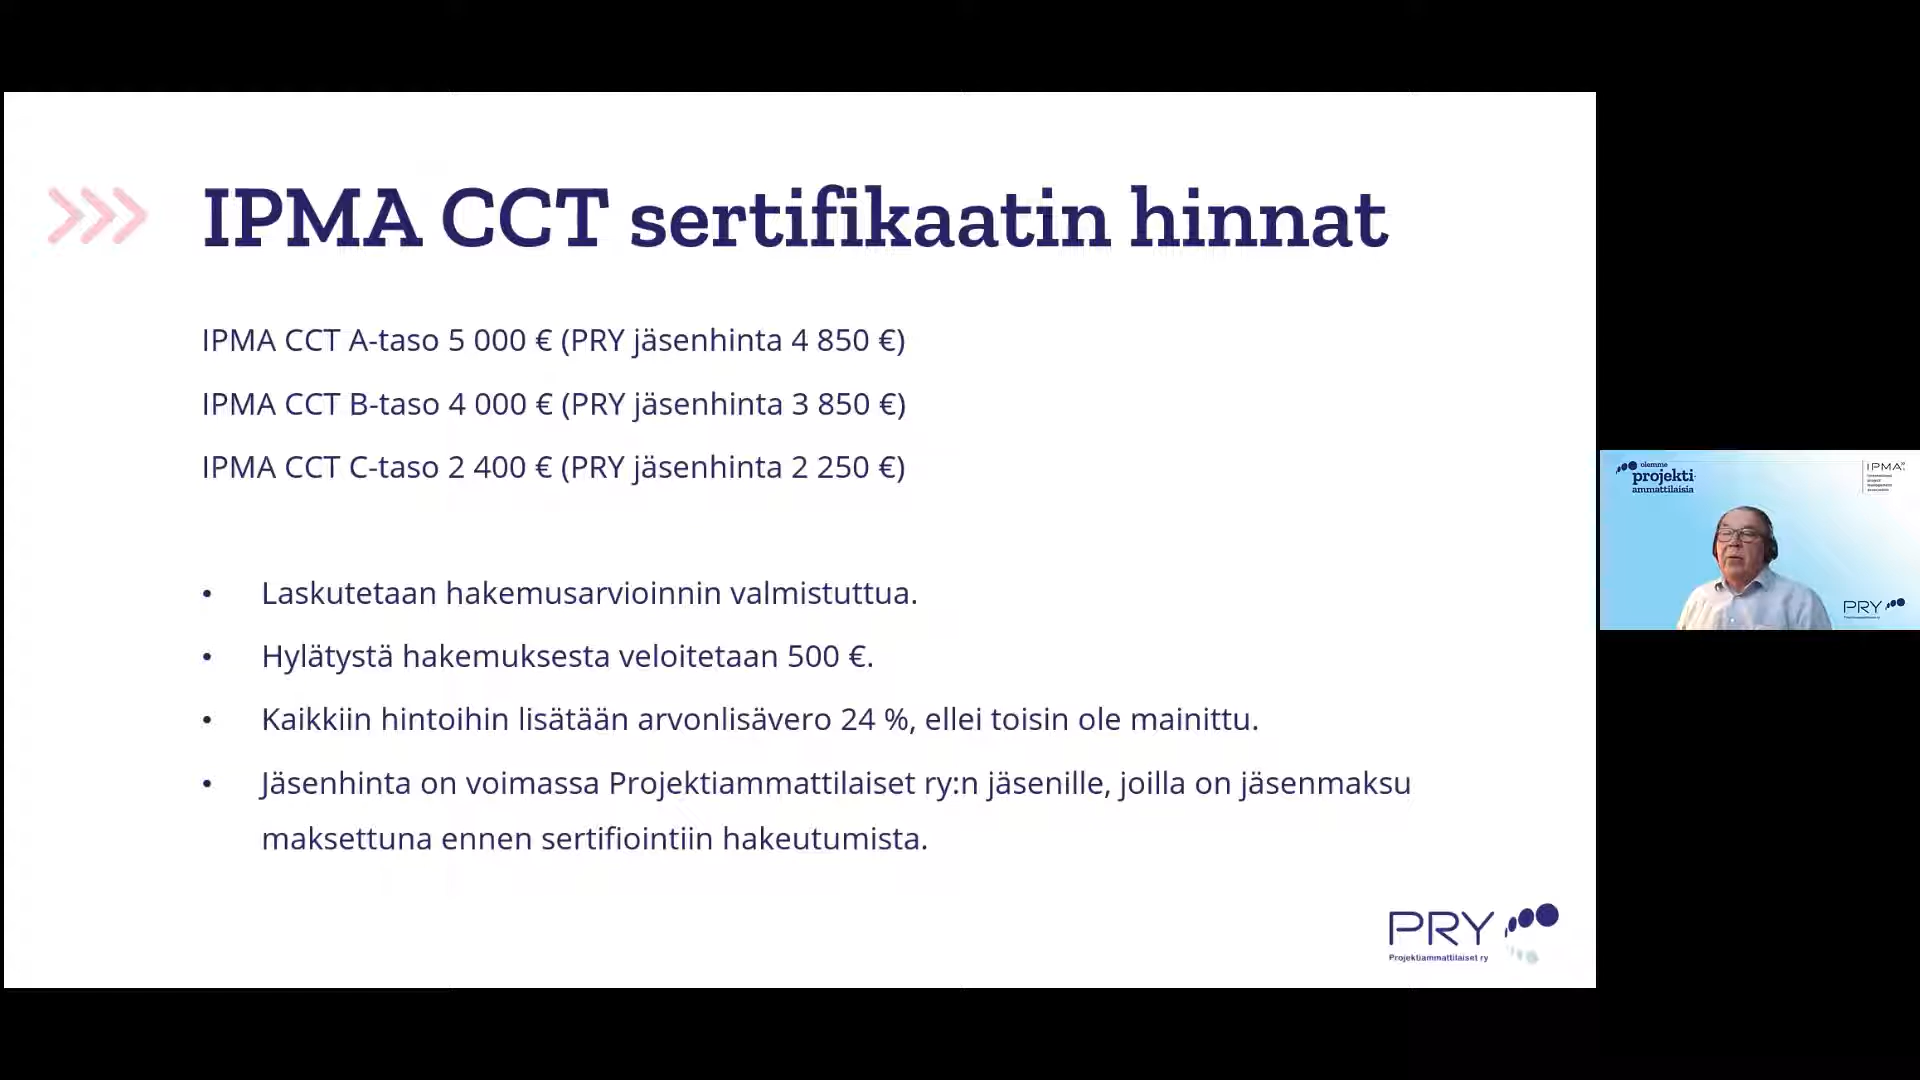 IPMA CCT sertifikaatin hinnat
IPMA CCT A-taso 5 000 € (PRY jäsenhinta 4 850 €)
IPMA CCT B-taso 4 000 € (PRY jäsenhinta 3 850 €)
IPMA CCT C-taso 2 400 € (PRY jäsenhinta 2 250 €)
• Laskutetaan hakemusarvioinnin valmistuttua.
• Hylätystä hakemuksesta veloitetaan 500 €.
• Kaikkiin hintoihin lisätään arvonlisävero 24 %, ellei toisin ole mainittu.
• Jäsenhinta on voimassa Projektiammattilaiset ry:n jäsenille, joilla on jäsenmaksu
maksettuna ennen sertifiointiin hakeutumista.
PRY
Projektiammattilaiset ry
olemme
projekti-
ammattilaisia
IPMA
PRY